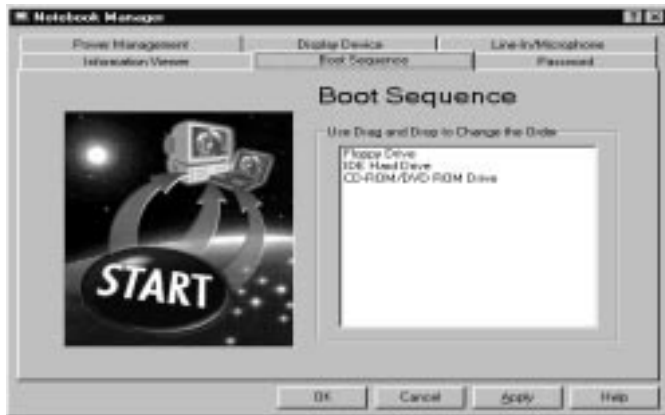 Notebook Manager
Power Management
Display Device
Line-In/Microphone
Information Viewer
Boot Sequence
Password
Boot Sequence
Use Drag and Drop to Change the Order
Floppy Drive
IDE Hard Drive
CD-ROM/DVD ROM Drive
START
OK
Cancel
Apply
Help